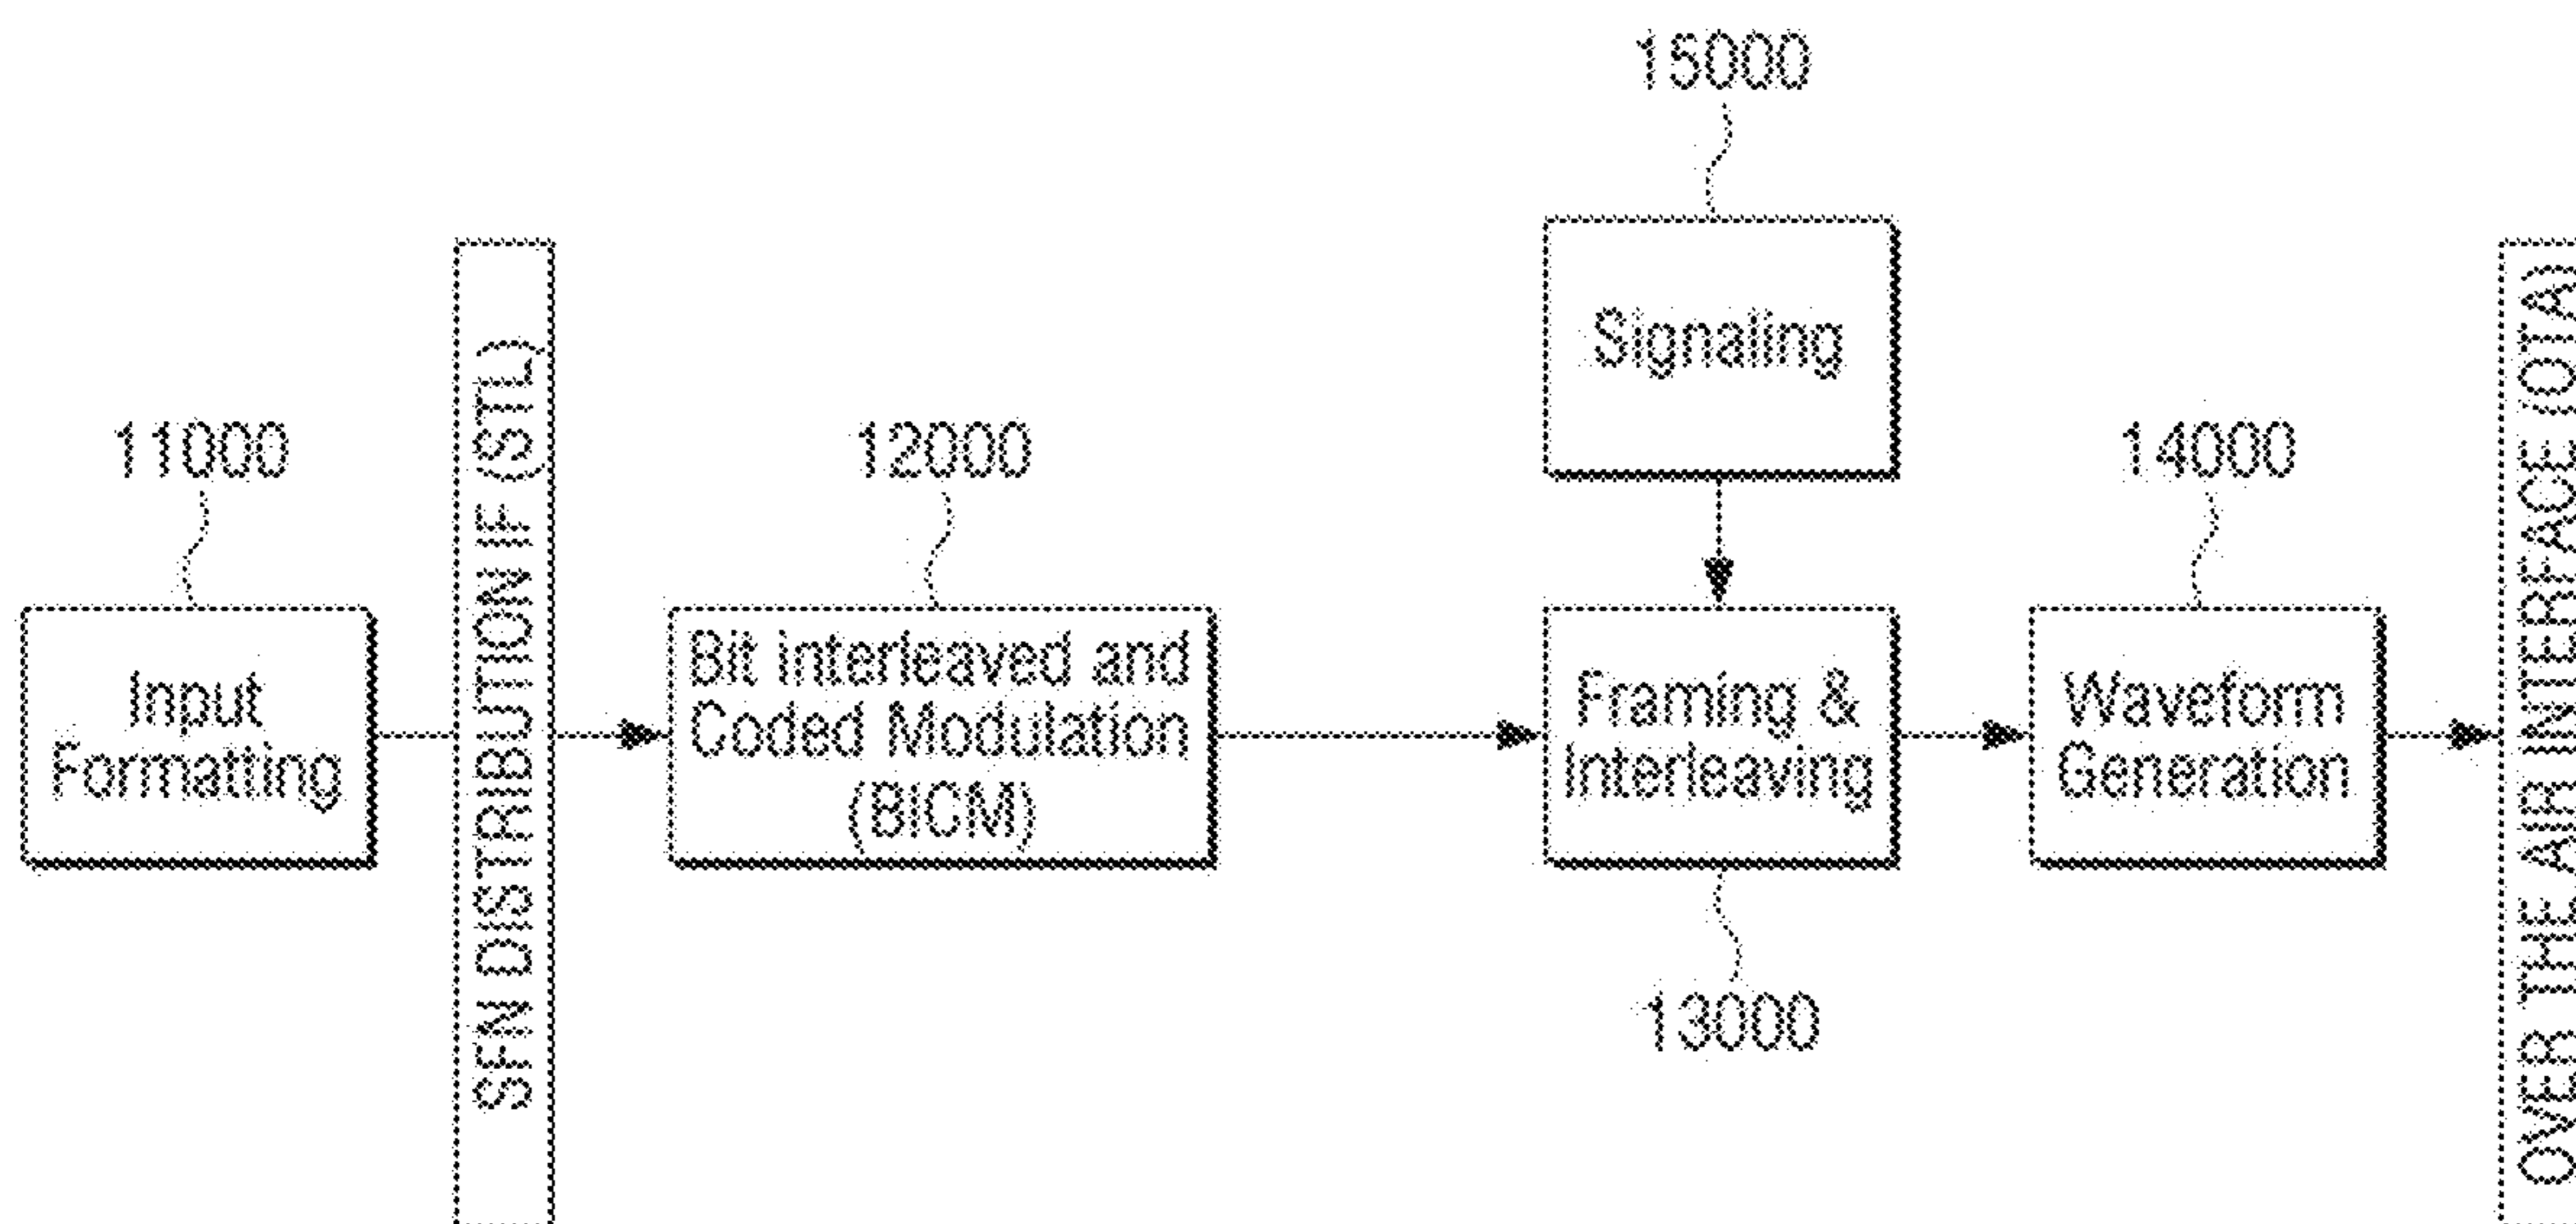 15000
Signaling
11000
Input
Formatting
SFN DISTRIBUTION IF (STL)
12000
Bit Interleaved and
Coded Modulation
(BICM)
Framing &
Interleaving
13000
14000
Waveform
Generation
OVER THE AIR INTERFACE (OTA)